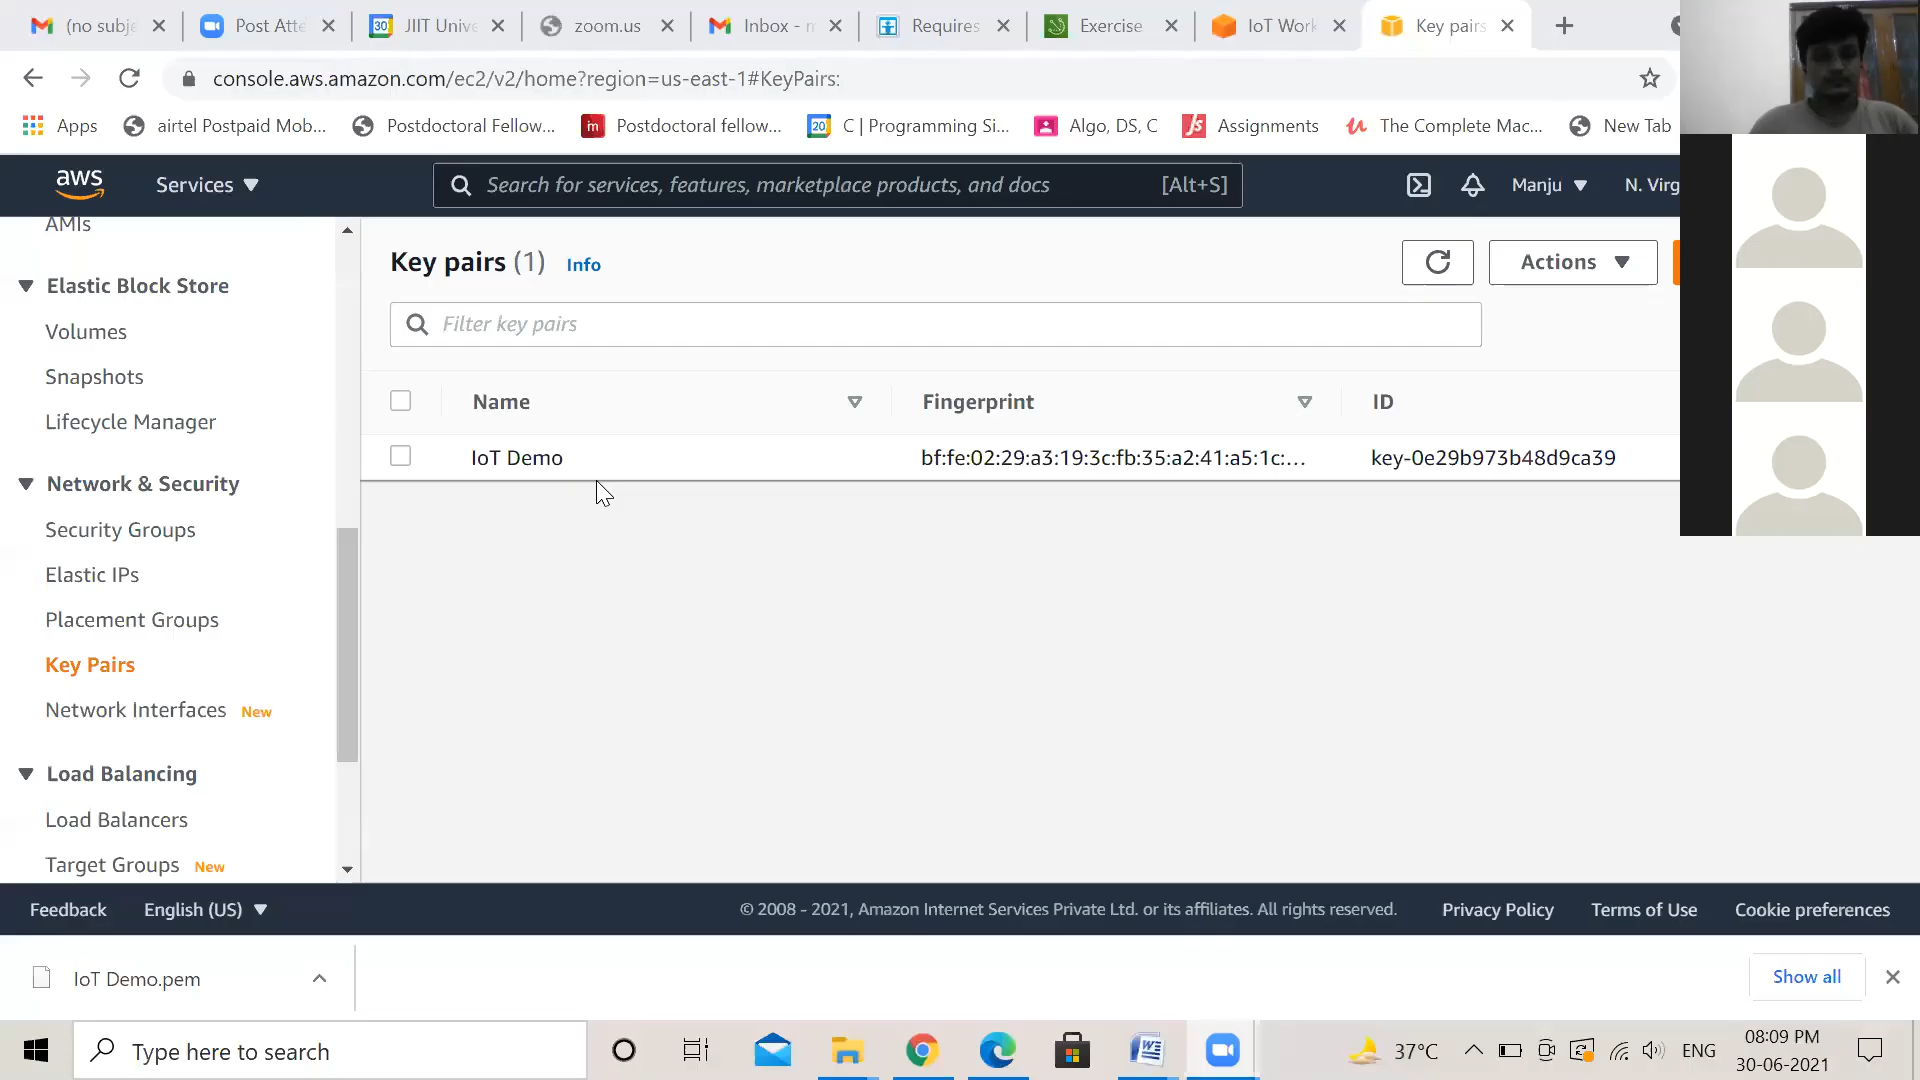 (no subje
Post Atte
30
JIIT Unive
zoom.us
Inbox - m
Requires
Exercise
IoT Work
Key pairs
console.aws.amazon.com/ec2/v2/home?region=us-east-1#KeyPairs:
Apps
airtel Postpaid Mob...
Postdoctoral Fellow...
m
Postdoctoral fellow...
20
C | Programming Si...
Algo, DS, C
Assignments
The Complete Mac...
New Tab
aws
Services
Search for services, features, marketplace products, and docs
[Alt+S]
Manju
N. Virg
AMIs
Elastic Block Store
Volumes
Snapshots
Lifecycle Manager
Network & Security
Security Groups
Elastic IPs
Placement Groups
Key Pairs
Network Interfaces New
Load Balancing
Load Balancers
Target Groups New
Key pairs (1) Info
Actions
Filter key pairs
Name
Fingerprint
ID
IoT Demo
bf:fe:02:29:a3:19:3c:fb:35:a2:41:a5:1c:...
key-0e29b973b48d9ca39
Feedback
English (US)
© 2008 - 2021, Amazon Internet Services Private Ltd. or its affiliates. All rights reserved.
Privacy Policy
Terms of Use
Cookie preferences
IoT Demo.pem
Show all
Type here to search
37°C
ENG
08:09 PM
30-06-2021